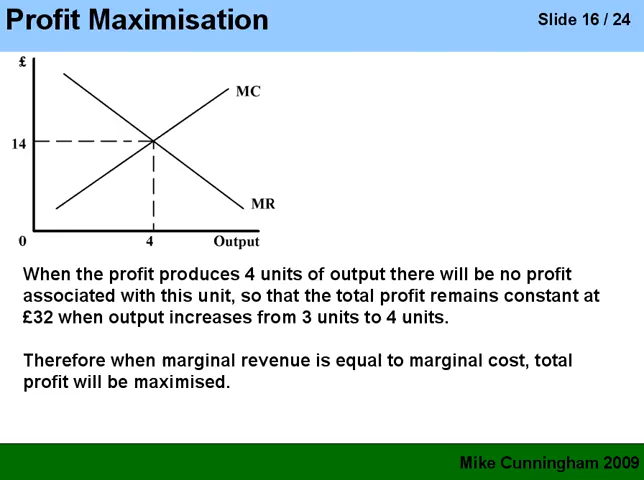 Profit Maximisation
Slide 16 / 24
£
MC
14
MR
0
4
Output
When the profit produces 4 units of output there will be no profit
associated with this unit, so that the total profit remains constant at
£32 when output increases from 3 units to 4 units.
Therefore when marginal revenue is equal to marginal cost, total
profit will be maximised.
Mike Cunningham 2009